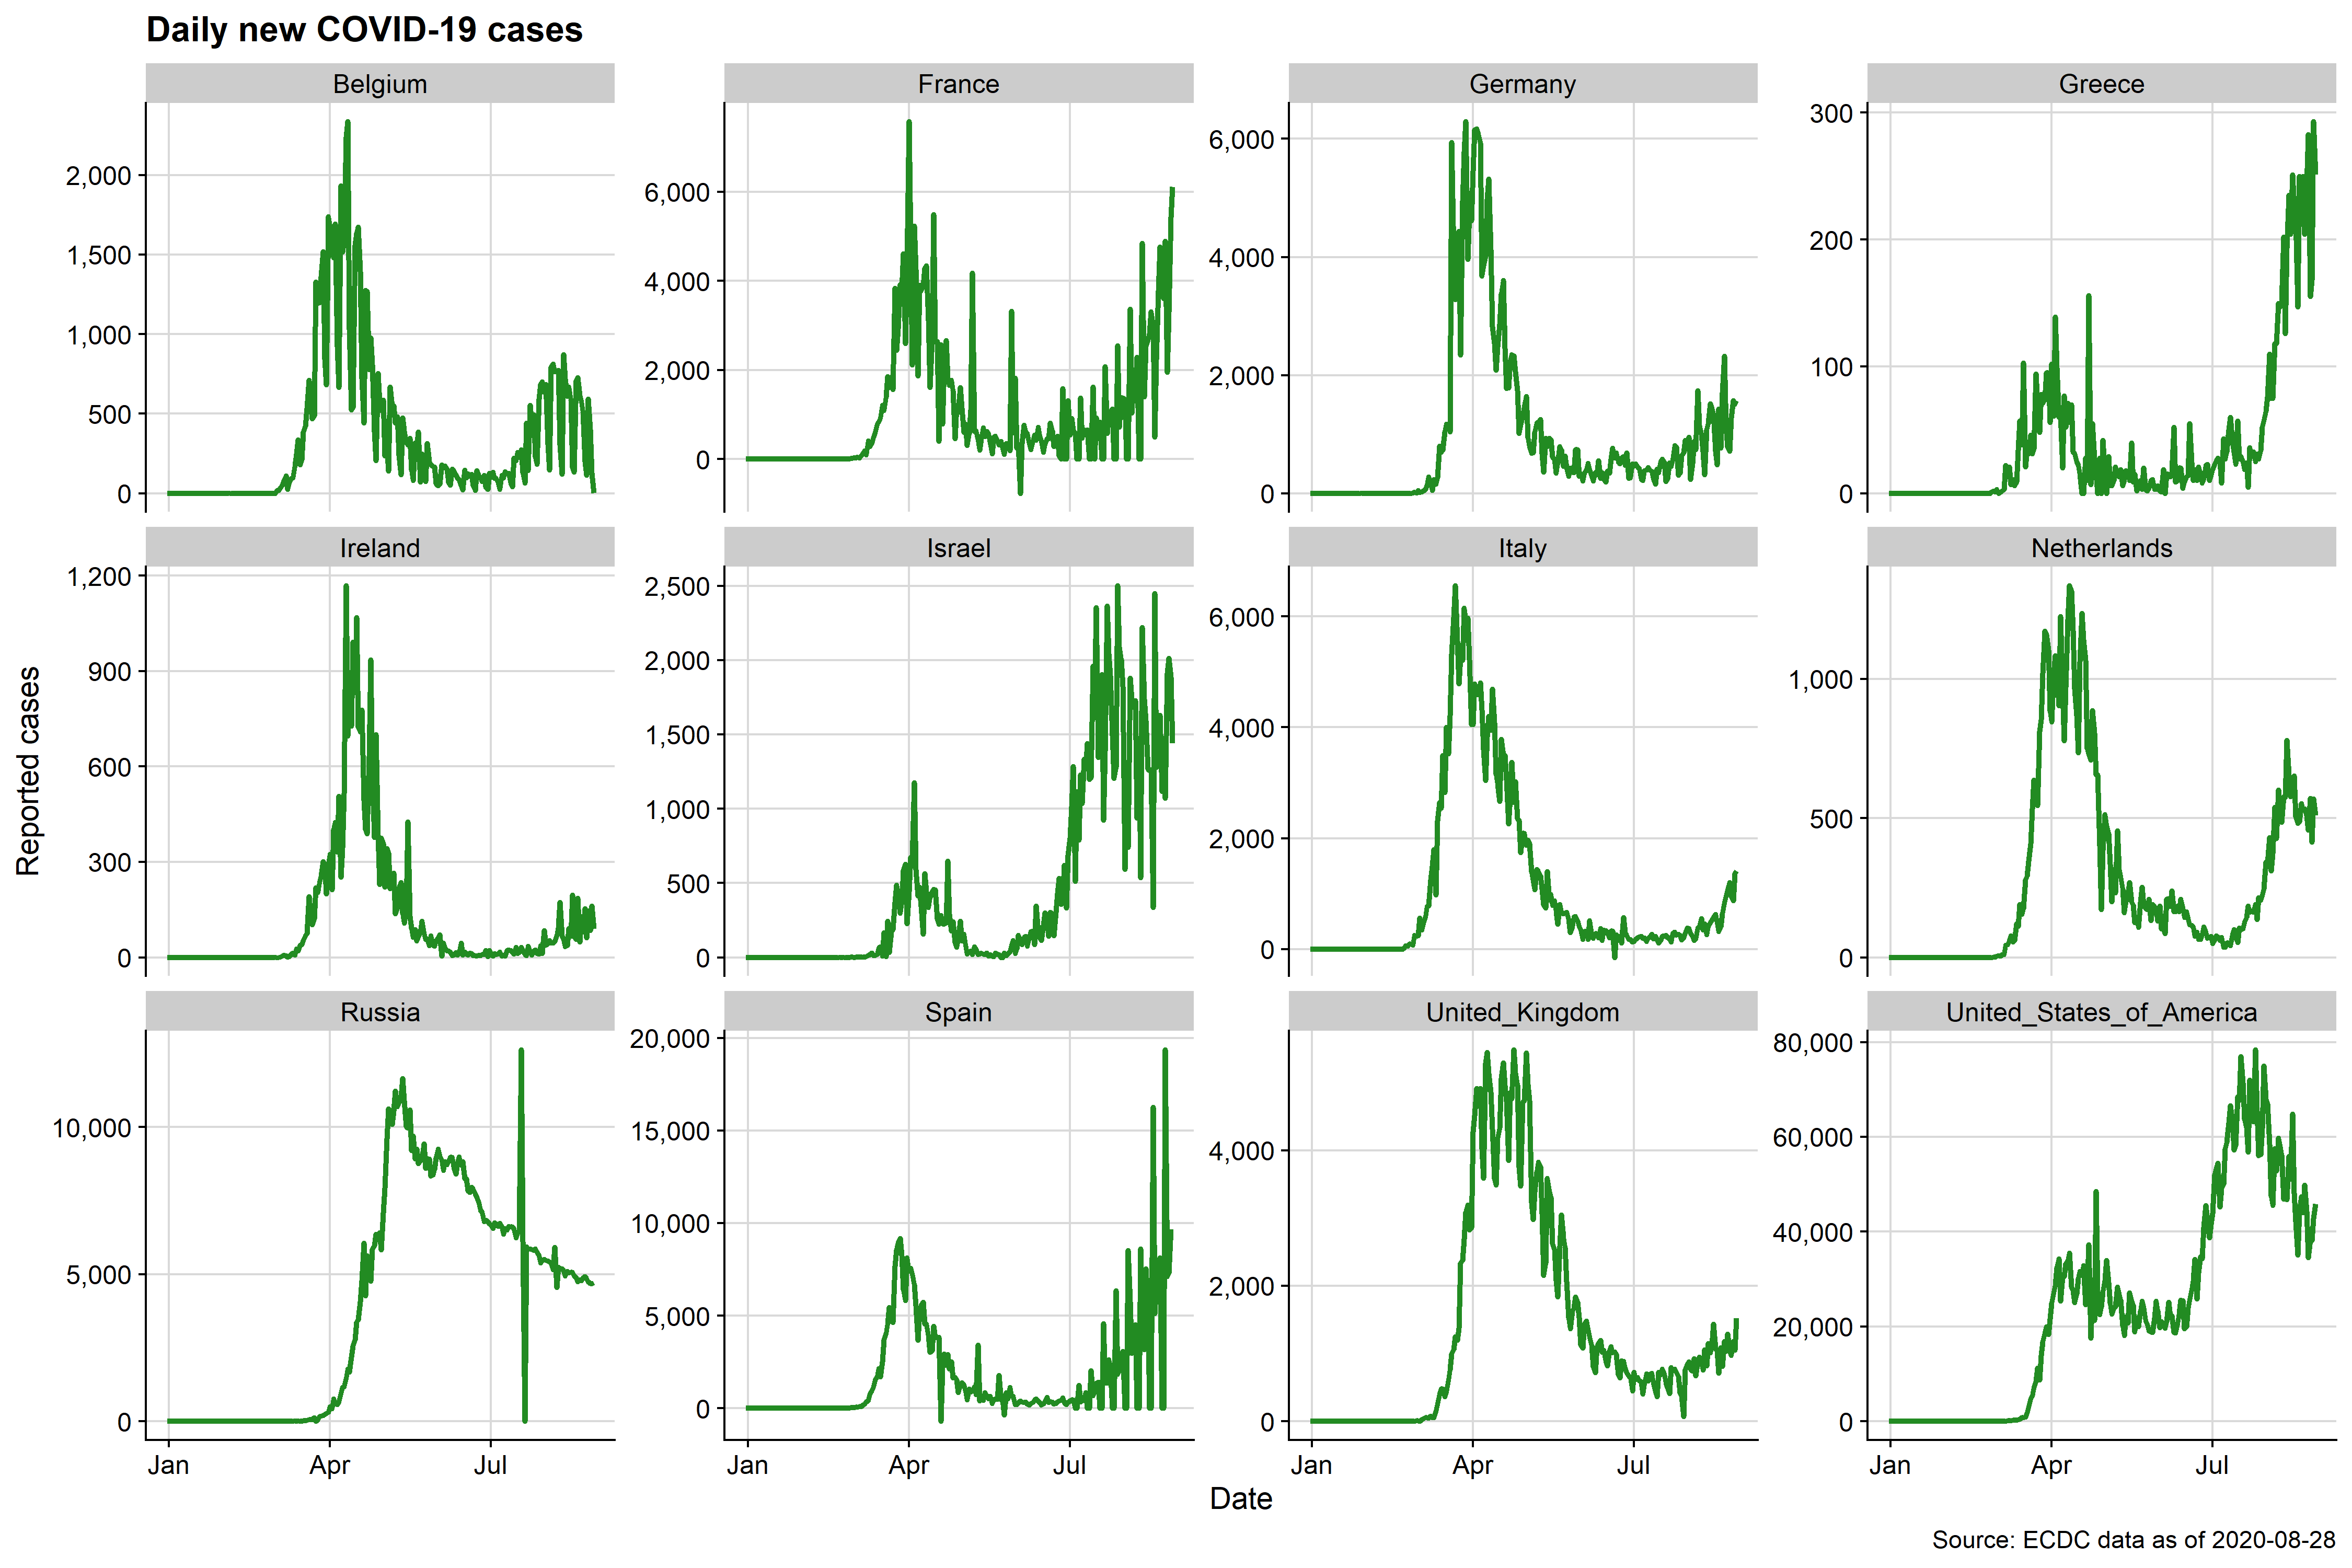 Daily new COVID-19 cases
Belgium
France
Germany
Greece
2,000
1,500
1,000
500
0
6,000
4,000
2,000
0
6,000
4,000
2,000
0
300
200
100
0
Ireland
Israel
Italy
Netherlands
1,200
900
600
300
0
2,500
2,000
1,500
1,000
500
0
6,000
4,000
2,000
0
1,000
500
0
Reported cases
Russia
Spain
United_Kingdom
United_States_of_America
10,000
5,000
0
20,000
15,000
10,000
5,000
0
4,000
2,000
0
80,000
60,000
40,000
20,000
0
Jan Apr Jul
Jan Apr Jul
Jan Apr Jul
Jan Apr Jul
Date
Source: ECDC data as of 2020-08-28